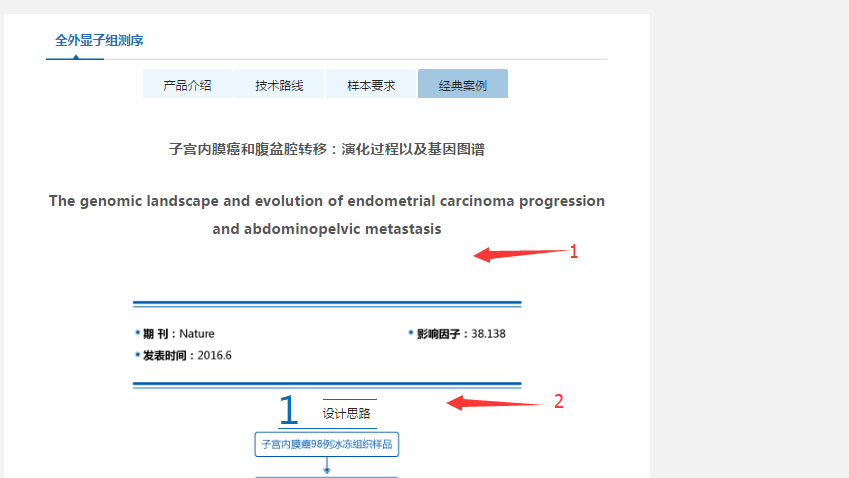 全外显子组测序
产品介绍 技术路线 样本要求 经典案例
子宫内膜癌和腹盆腔转移：演化过程以及基因图谱
The genomic landscape and evolution of endometrial carcinoma progression
and abdominopelvic metastasis
1
期 刊：Nature 影响因子：38.138
发表时间：2016.6
2
1 设计思路
子宫内膜癌98例冰冻组织样品